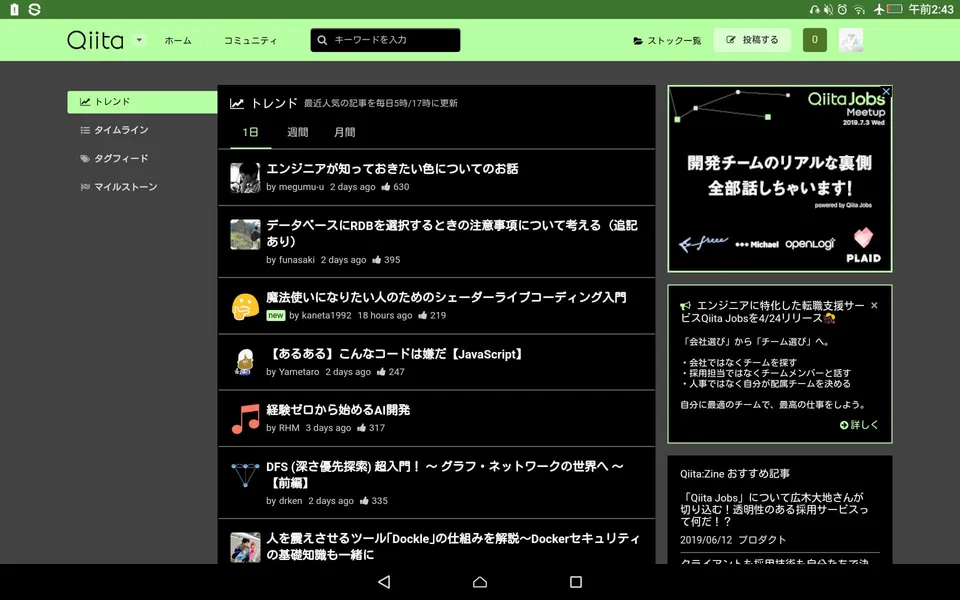 午前2:43
Qiita
ホーム
コミュニティ
キーワードを入力
ストック一覧
投稿する
0
トレンド
タイムライン
タグフィード
マイルストーン
トレンド 最近人気の記事を毎日5時/17時に更新
1日 週間 月間
エンジニアが知っておきたい色についてのお話
by megumu-u 2 days ago 630
データベースにRDBを選択するときの注意事項について考える（追記
あり）
by funasaki 2 days ago 395
魔法使いになりたい人のためのシェーダーライブコーディング入門
new by kaneta1992 18 hours ago 219
【あるある】こんなコードは嫌だ【JavaScript】
by Yametaro 2 days ago 247
経験ゼロから始めるAI開発
by RHM 3 days ago 317
DFS (深さ優先探索) 超入門！ 〜 グラフ・ネットワークの世界へ 〜
【前編】
by drken 2 days ago 335
人を震えさせるツール｢Dockle｣の仕組みを解説〜Dockerセキュリティ
の基礎知識も一緒に
Qiita Jobs
Meetup
2019.7.3 Wed
開発チームのリアルな裏側
全部話しちゃいます!
powered by Qiita Jobs
freee Michael OPENLOGI PLAID
エンジニアに特化した転職支援サー
ビスQiita Jobsを4/24リリース
「会社選び」から「チーム選び」へ。
・会社ではなくチームを探す
・採用担当ではなくチームメンバーと話す
・人事ではなく自分が配属チームを決める
自分に最適のチームで、最高の仕事をしよう。
詳しく
Qiita:Zine おすすめ記事
「Qiita Jobs」について広木大地さんが
切り込む！透明性のある採用サービスっ
て何だ！？
2019/06/12 プロダクト
クライアントも採用技術も自分たちで決